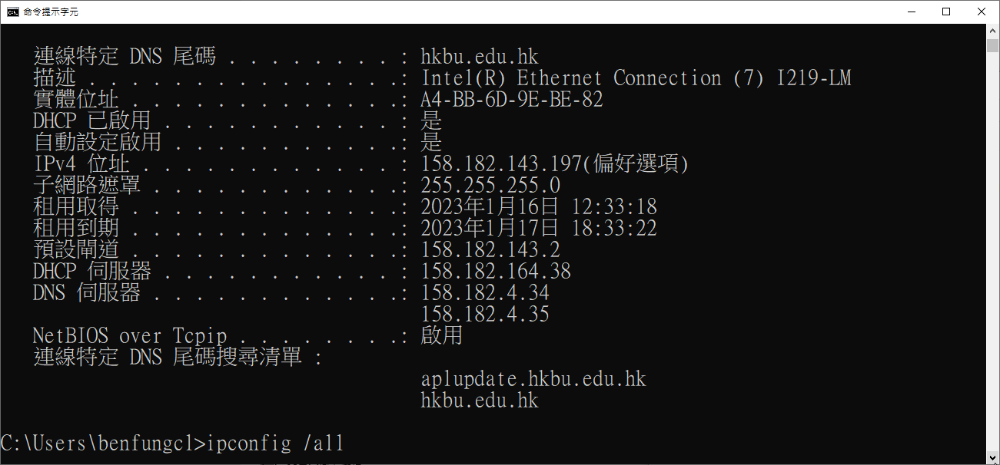 命令提示字元
連線特定 DNS 尾碼 . . . . . . . . : hkbu.edu.hk
描述 . . . . . . . . . . . . . . .: Intel(R) Ethernet Connection (7) I219-LM
實體位址 . . . . . . . . . . . . .: A4-BB-6D-9E-BE-82
DHCP 已啟用 . . . . . . . . . . . .: 是
自動設定啟用 . . . . . . . . . . .: 是
IPv4 位址 . . . . . . . . . . . . .: 158.182.143.197(偏好選項)
子網路遮罩 . . . . . . . . . . . .: 255.255.255.0
租用取得 . . . . . . . . . . . . .: 2023年1月16日 12:33:18
租用到期 . . . . . . . . . . . . .: 2023年1月17日 18:33:22
預設閘道 . . . . . . . . . . . . .: 158.182.143.2
DHCP 伺服器 . . . . . . . . . . . .: 158.182.164.38
DNS 伺服器 . . . . . . . . . . . .: 158.182.4.34
158.182.4.35
NetBIOS over Tcpip . . . . . . . .: 啟用
連線特定 DNS 尾碼搜尋清單 :
aplupdate.hkbu.edu.hk
hkbu.edu.hk
C:\Users\benfungcl>ipconfig /all